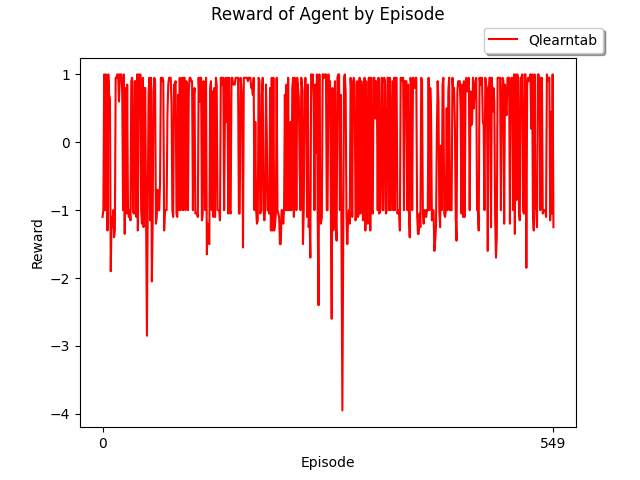 Reward of Agent by Episode
Qlearntab
1
0
−1
−2
−3
−4
Reward
0
549
Episode